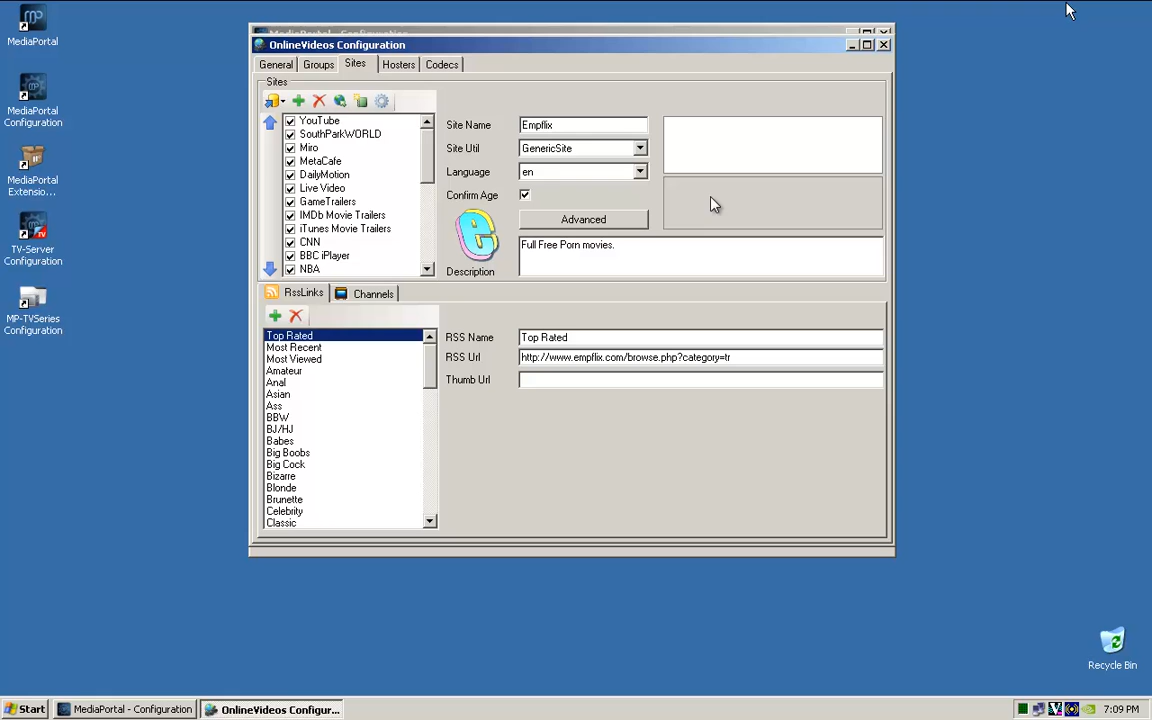 MediaPortal
MediaPortal
Configuration
MediaPortal
Extensio...
TV-Server
Configuration
MP-TVSeries
Configuration
OnlineVideos Configuration
General
Groups
Sites
Hosters
Codecs
Sites
YouTube
SouthParkWORLD
Miro
MetaCafe
DailyMotion
Live Video
GameTrailers
IMDb Movie Trailers
iTunes Movie Trailers
CNN
BBC iPlayer
NBA
Site Name
Empflix
Site Util
GenericSite
Language
en
Confirm Age
Advanced
Description
Full Free Porn movies.
RssLinks
Channels
Top Rated
Most Recent
Most Viewed
Amateur
Anal
Asian
Ass
BBW
BJ/HJ
Babes
Big Boobs
Big Cock
Bizarre
Blonde
Brunette
Celebrity
Classic
RSS Name
Top Rated
RSS Url
http://www.empflix.com/browse.php?category=tr
Thumb Url
Recycle Bin
Start
MediaPortal - Configuration
OnlineVideos Configur...
7:09 PM